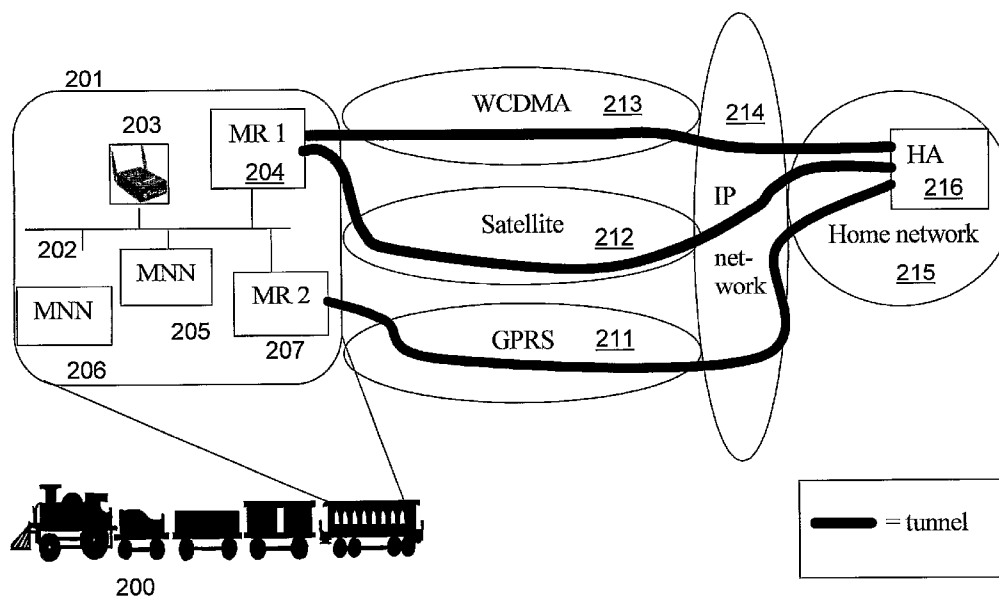 201
203
MR 1
204
202
MNN
205
MNN
206
MR 2
207
WCDMA 213
Satellite 212
GPRS 211
214
IP
net-
work
HA
216
Home network
215
200
= tunnel